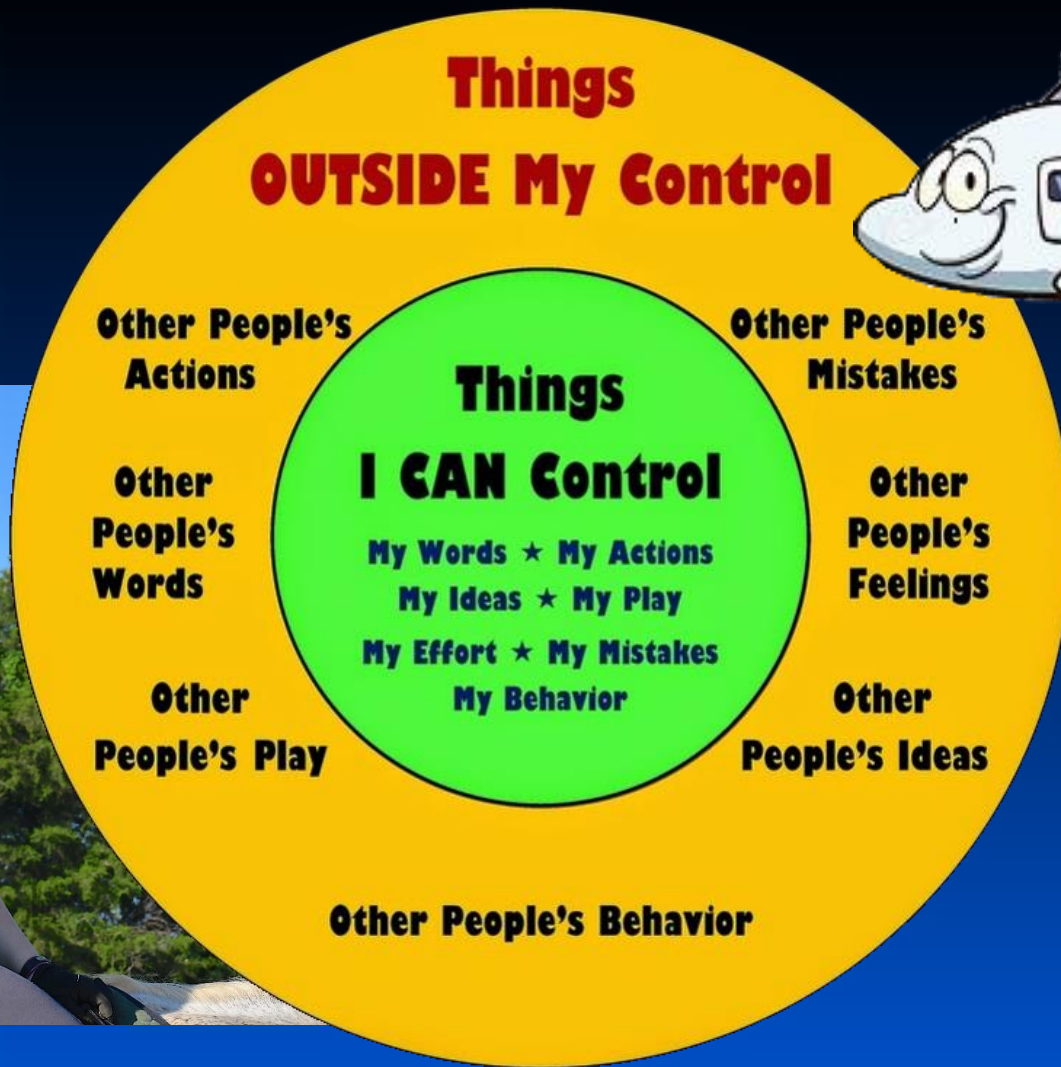 Things
OUTSIDE My Control
Other People's
Actions
Other People's
Mistakes
Things
I CAN Control
My Words ★ My Actions
My Ideas ★ My Play
My Effort ★ My Mistakes
My Behavior
Other
People's
Words
Other
People's
Feelings
Other
People's Play
Other
People's Ideas
Other People's Behavior